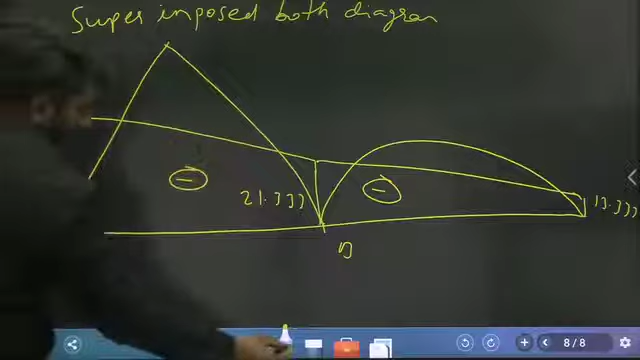 Super imposed both diagram
-
-
21.333
13.333
B
8/8